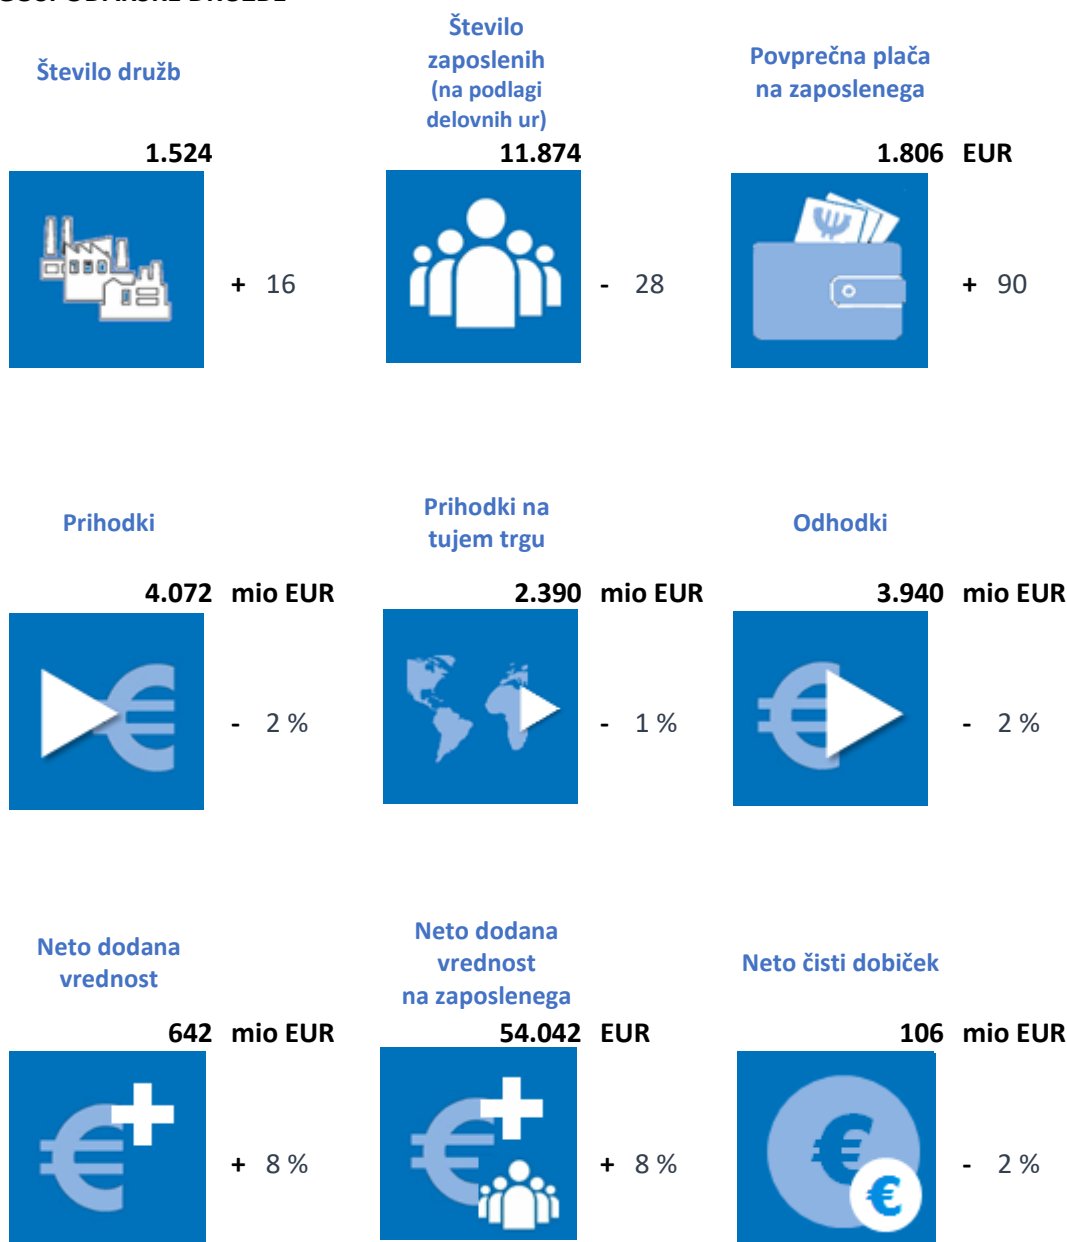 Število družb
Število
zaposlenih
(na podlagi
delovnih ur)
Povprečna plača
na zaposlenega
1.524
11.874
1.806 EUR
+ 16
- 28
+ 90
Prihodki
Prihodki na
tujem trgu
Odhodki
4.072 mio EUR
2.390 mio EUR
3.940 mio EUR
- 2 %
- 1 %
- 2 %
Neto dodana
vrednost
Neto dodana
vrednost
na zaposlenega
Neto čisti dobiček
642 mio EUR
54.042 EUR
106 mio EUR
+ 8 %
+ 8 %
- 2 %